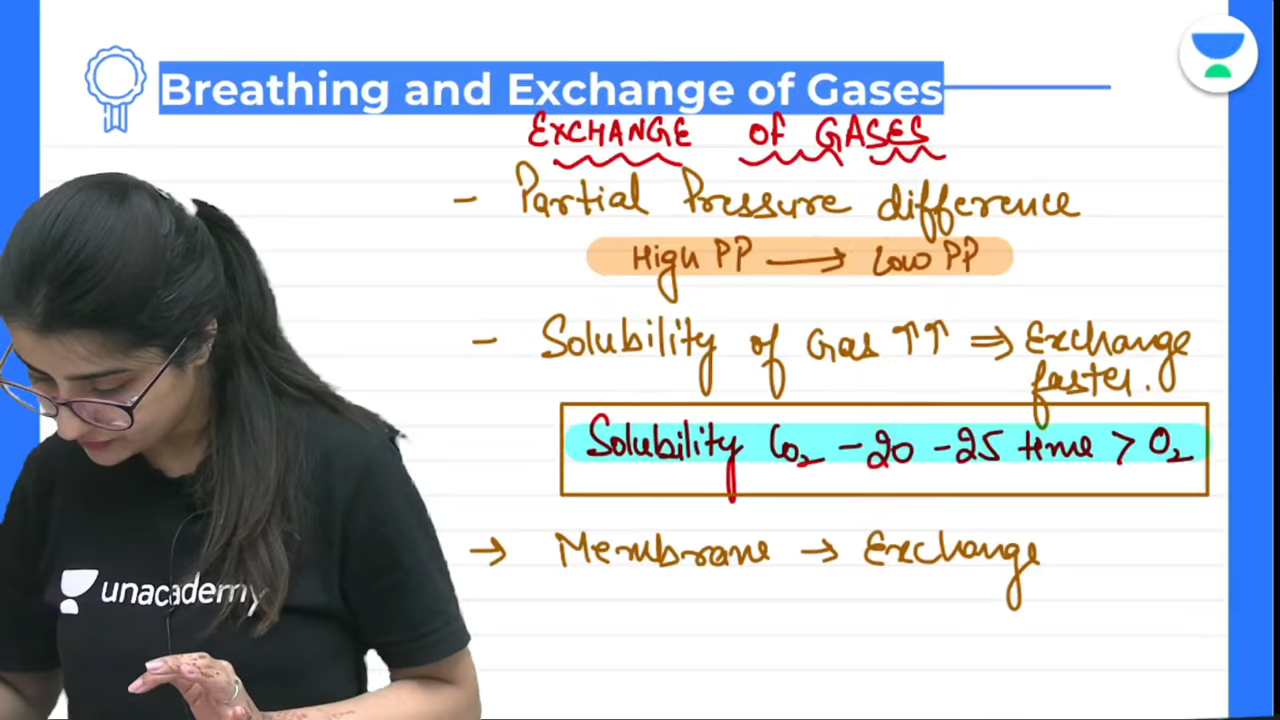 Breathing and Exchange of Gases
EXCHANGE of GASES
- Partial Pressure difference
High PP → Low PP
- Solubility of Gas ↑↑ ⇒ Exchange
faster.
Solubility CO₂ - 20 - 25 time > O₂
→ Membrane → Exchange
unacademy